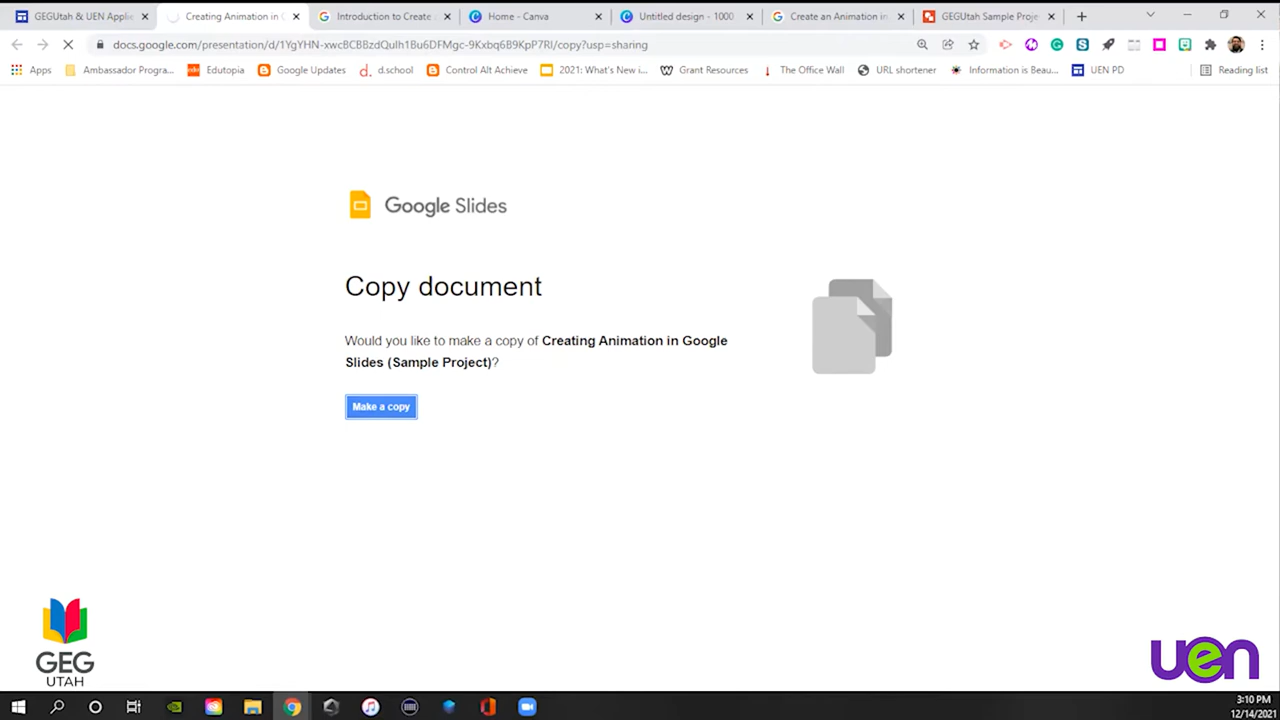 GEGUtah & UEN Applie
Creating Animation in G
Introduction to Create
Home - Canva
Untitled design - 1000
Create an Animation in
GEGUtah Sample Proje
docs.google.com/presentation/d/1YgYHN-
copy?usp=sharing
Apps
Ambassador Progra...
Edutopia
Google Updates
d.school
Control Alt Achieve
2021: What's New i...
Grant Resources
The Office Wall
URL shortener
Information is Beau...
UEN PD
Reading list
Google Slides
Copy document
Would you like to make a copy of Creating Animation in Google
Slides (Sample Project)?
Make a copy
GEG
UTAH
uen
3:10 PM
12/14/2021